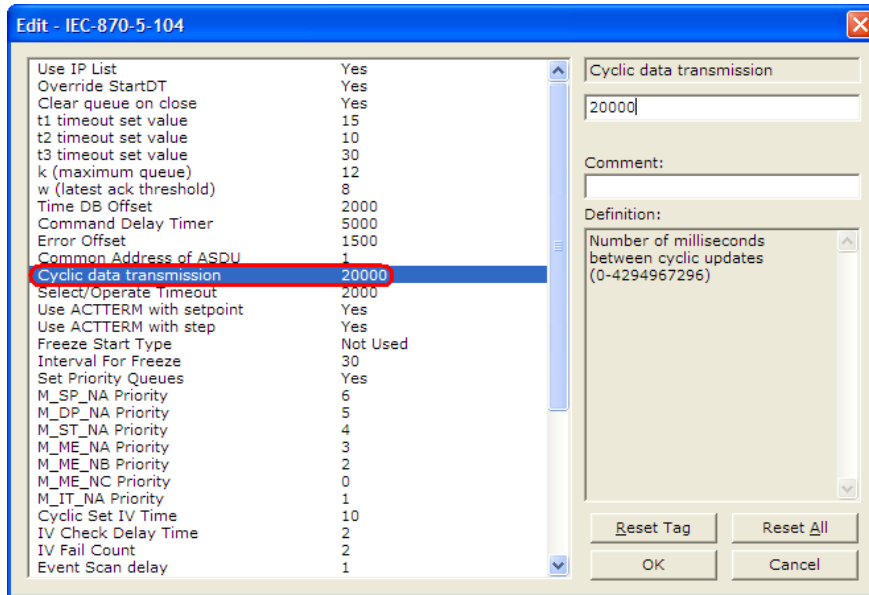 Edit - IEC-870-5-104
Use IP List Yes
Override StartDT Yes
Clear queue on close Yes
t1 timeout set value 15
t2 timeout set value 10
t3 timeout set value 30
k (maximum queue) 12
w (latest ack threshold) 8
Time DB Offset 2000
Command Delay Timer 5000
Error Offset 1500
Common Address of ASDU 1
Cyclic data transmission 20000
Select/Operate Timeout 2000
Use ACTTERM with setpoint Yes
Use ACTTERM with step Yes
Freeze Start Type Not Used
Interval For Freeze 30
Set Priority Queues Yes
M_SP_NA Priority 6
M_DP_NA Priority 5
M_ST_NA Priority 4
M_ME_NA Priority 3
M_ME_NB Priority 2
M_ME_NC Priority 0
M_IT_NA Priority 1
Cyclic Set IV Time 10
IV Check Delay Time 2
IV Fail Count 2
Event Scan delay 1
Cyclic data transmission
20000
Comment:
Definition:
Number of milliseconds
between cyclic updates
(0-4294967296)
Reset Tag Reset All
OK Cancel